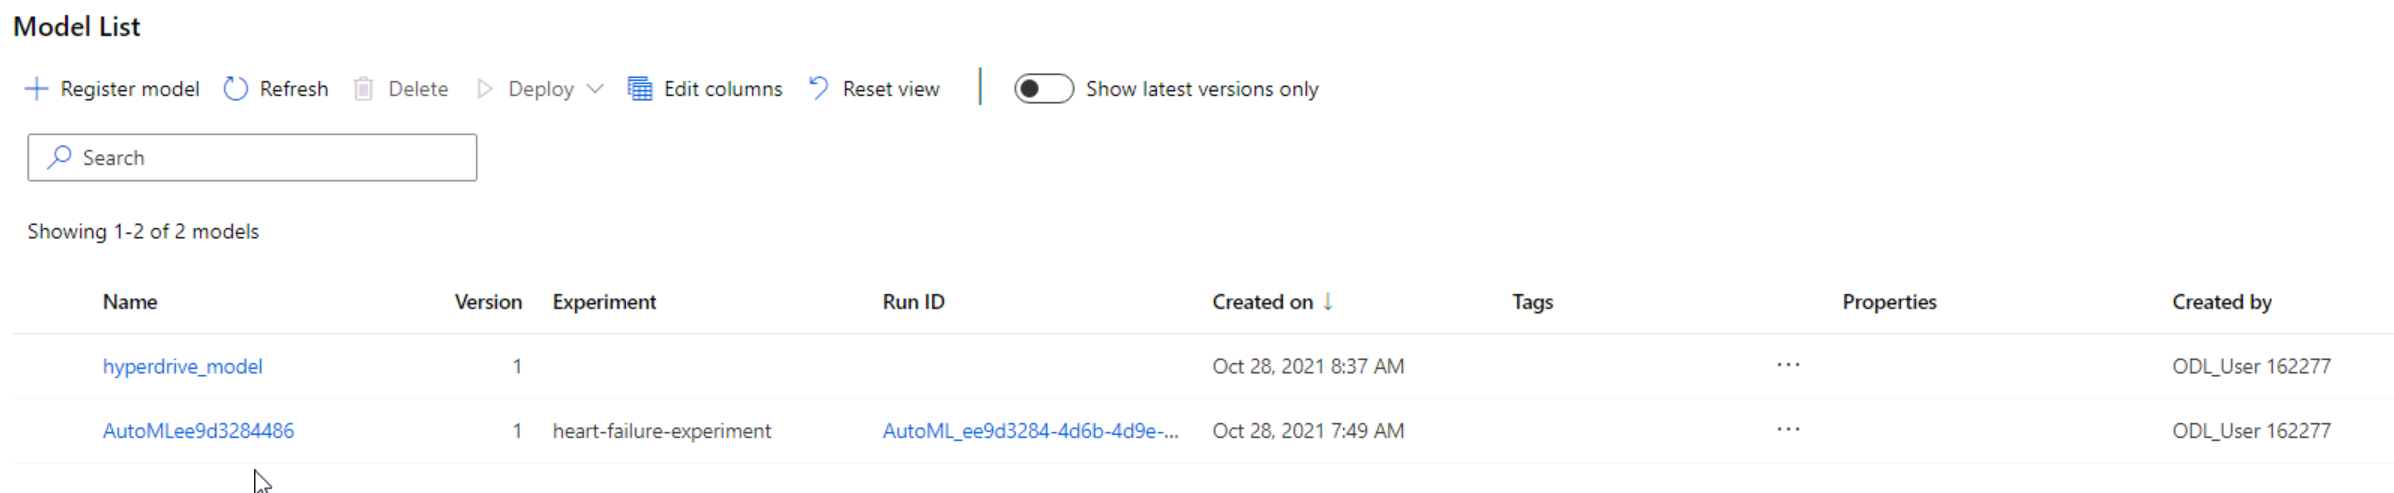 Model List
Register model Refresh Delete Deploy Edit columns Reset view Show latest versions only
Search
Showing 1-2 of 2 models
Name Version Experiment Run ID Created on ↓ Tags Properties Created by
hyperdrive_model 1 Oct 28, 2021 8:37 AM ... ODL_User 162277
AutoMLee9d3284486 1 heart-failure-experiment AutoML_ee9d3284-4d6b-4d9e-... Oct 28, 2021 7:49 AM ... ODL_User 162277